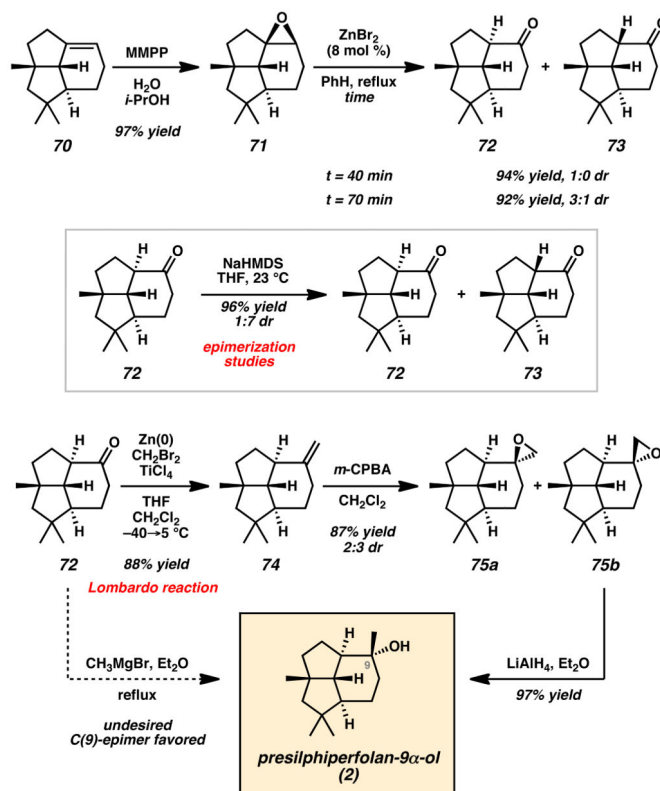 O
O
O
MMPP
H₂O
i-PrOH
97% yield
ZnBr₂
(8 mol %)
PhH, reflux
time
H
H
H
H
H
H
H
H
+
70
71
72
73
t = 40 min
94% yield, 1:0 dr
t = 70 min
92% yield, 3:1 dr
H
O
H
O
H
O
NaHMDS
THF, 23 °C
96% yield
1:7 dr
epimerization
studies
H
H
H
H
H
H
+
72
72
73
H
O
Zn(0)
CH₂Br₂
TiCl₄
THF
CH₂Cl₂
–40→5 °C
88% yield
H
H
H
H
H
m-CPBA
CH₂Cl₂
87% yield
2:3 dr
H
O
H
H
+
H
O
H
H
72
Lombardo reaction
74
75a
75b
CH₃MgBr, Et₂O
reflux
undesired
C(9)-epimer favored
H
9
OH
H
H
presilphiperfolan-9α-ol
(2)
LiAlH₄, Et₂O
97% yield